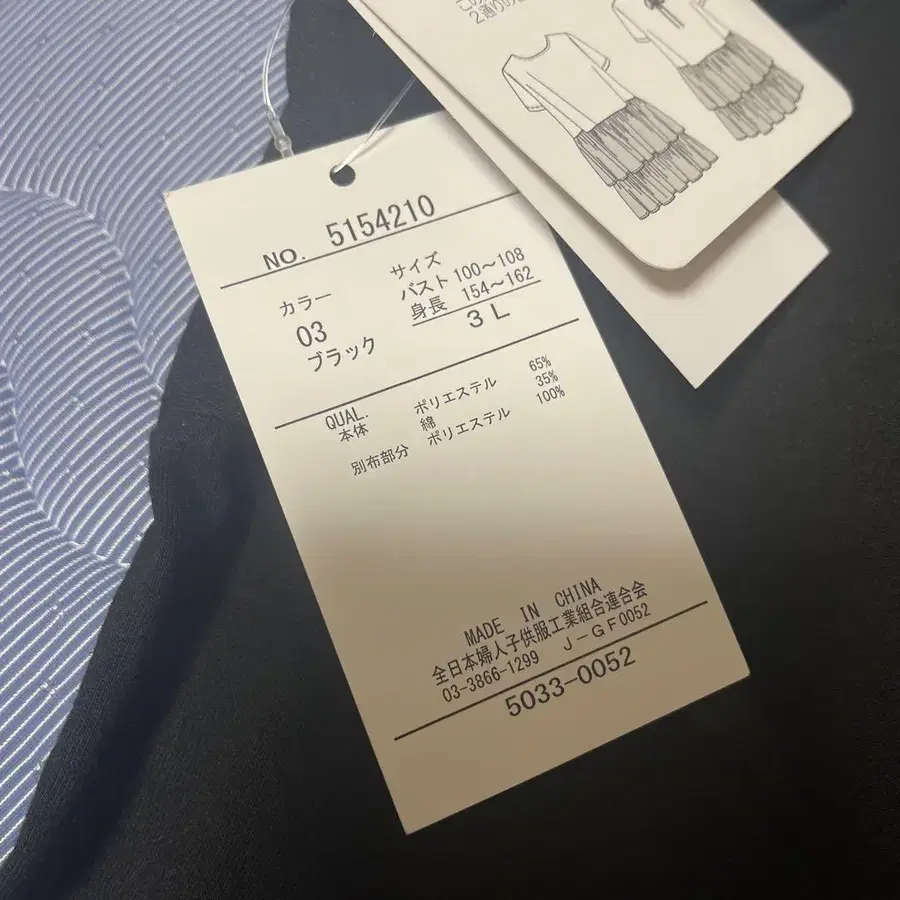 NO. 5154210
カラー
03
ブラック
サイズ
バスト 100～108
身長 154～162
3L
QUAL.
本体 ポリエステル 65%
綿 35%
別布部分 ポリエステル 100%
MADE IN CHINA
全日本婦人子供服工業組合連合会
03-3866-1299 J-GF0052
5033-0052